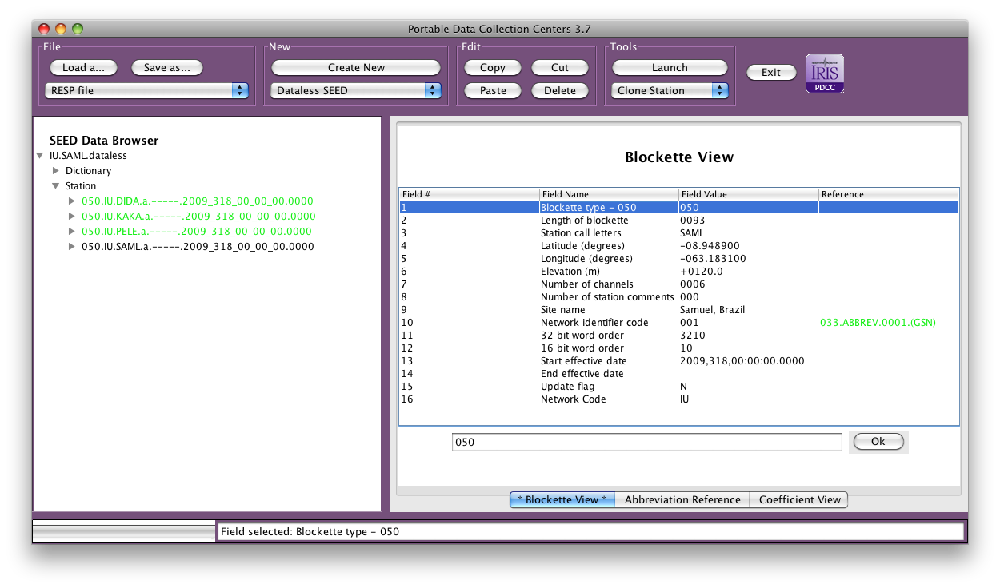 Portable Data Collection Centers 3.7
File
New
Edit
Tools
Load a...
Save as...
Create New
Copy
Cut
Launch
Exit
IRIS
PDCC
RESP file
Dataless SEED
Paste
Delete
Clone Station
SEED Data Browser
IU.SAML.dataless
Dictionary
Station
050.IU.DIDA.a.-----.2009_318_00_00_00.0000
050.IU.KAKA.a.-----.2009_318_00_00_00.0000
050.IU.PELE.a.-----.2009_318_00_00_00.0000
050.IU.SAML.a.-----.2009_318_00_00_00.0000
Blockette View
Field # Field Name Field Value Reference
1 Blockette type - 050 050
2 Length of blockette 0093
3 Station call letters SAML
4 Latitude (degrees) -08.948900
5 Longitude (degrees) -063.183100
6 Elevation (m) +0120.0
7 Number of channels 0006
8 Number of station comments 000
9 Site name Samuel, Brazil
10 Network identifier code 001 033.ABBREV.0001.(GSN)
11 32 bit word order 3210
12 16 bit word order 10
13 Start effective date 2009,318,00:00:00.0000
14 End effective date
15 Update flag N
16 Network Code IU
050
Ok
* Blockette View * Abbreviation Reference Coefficient View
Field selected: Blockette type - 050